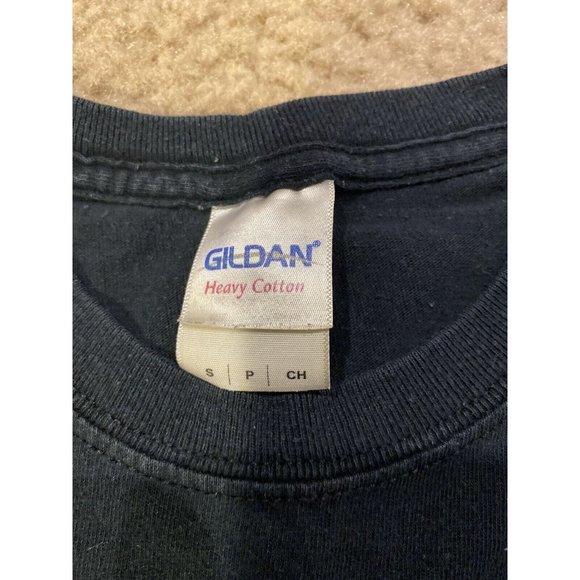 GILDAN®
Heavy Cotton
S | P | CH